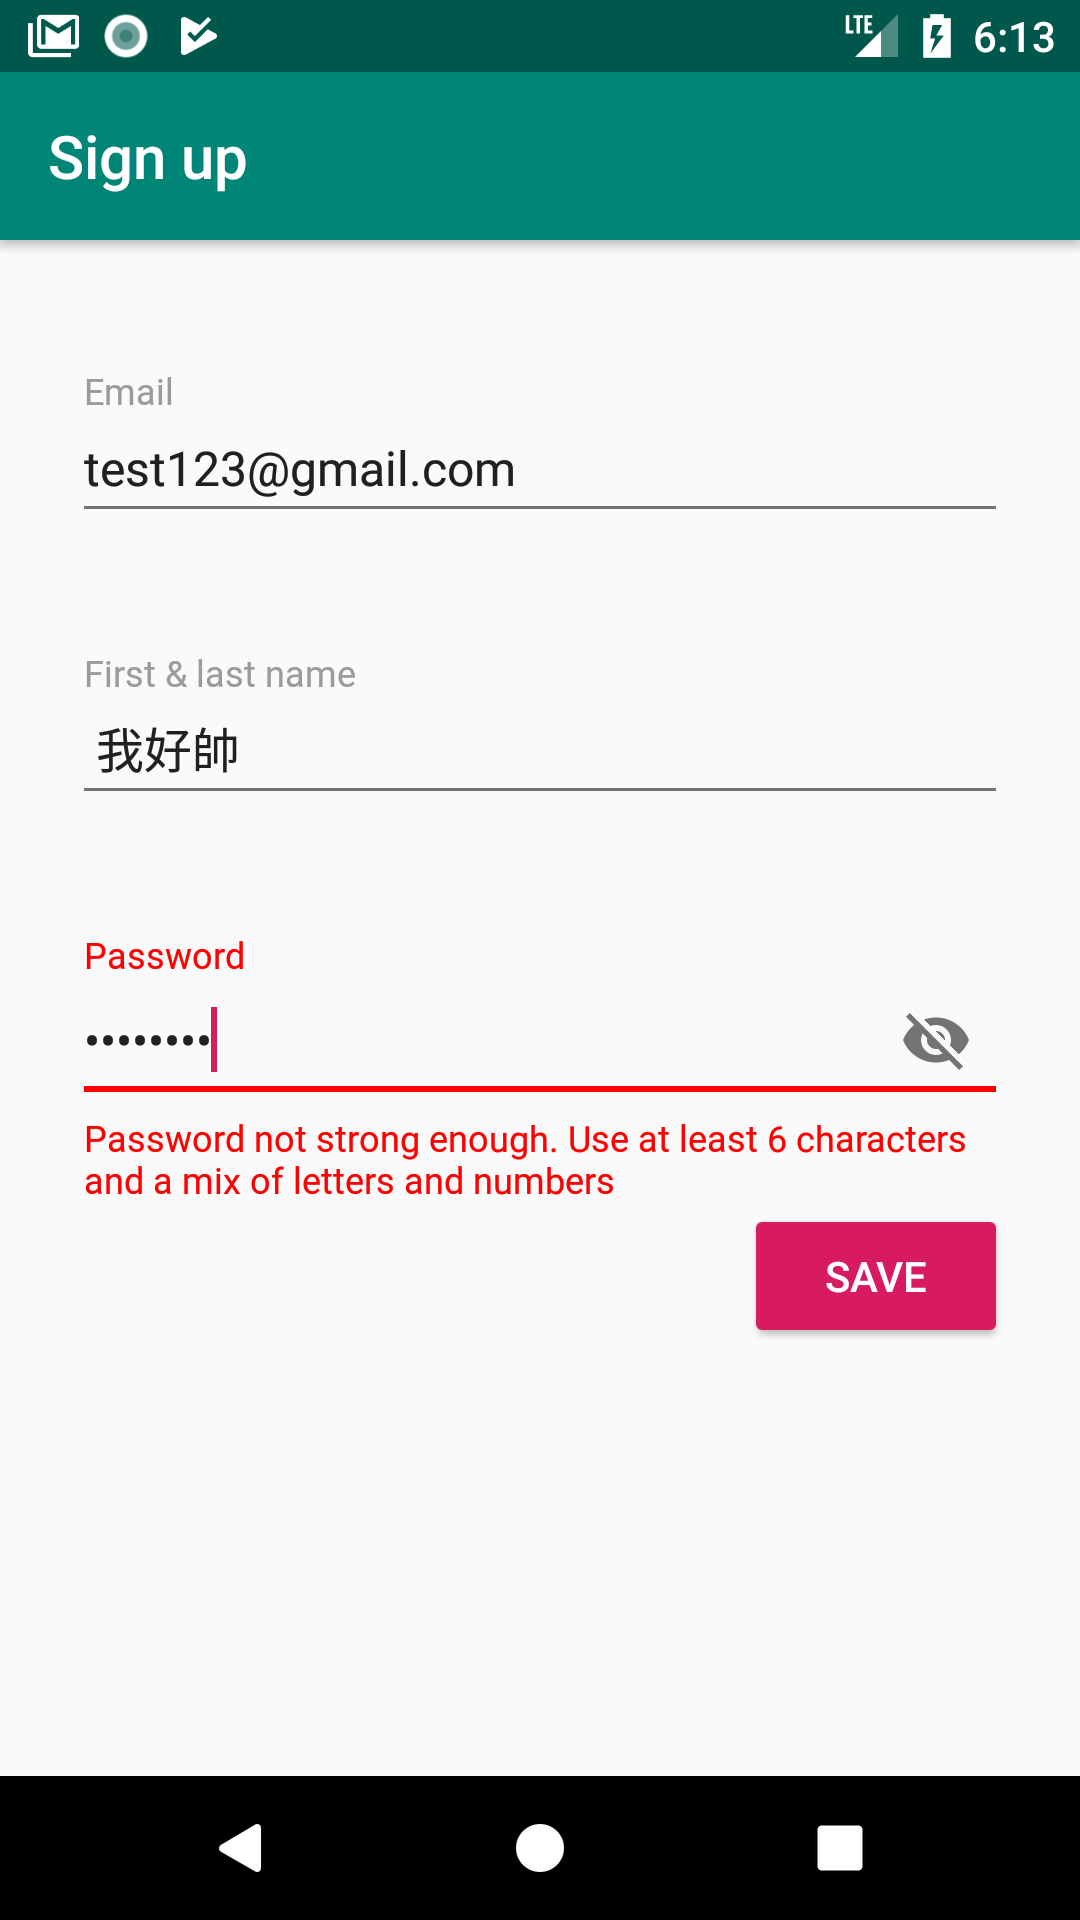 LTE 6:13
Sign up
Email
test123@gmail.com
First & last name
我好帥
Password
••••••••
Password not strong enough. Use at least 6 characters
and a mix of letters and numbers
SAVE